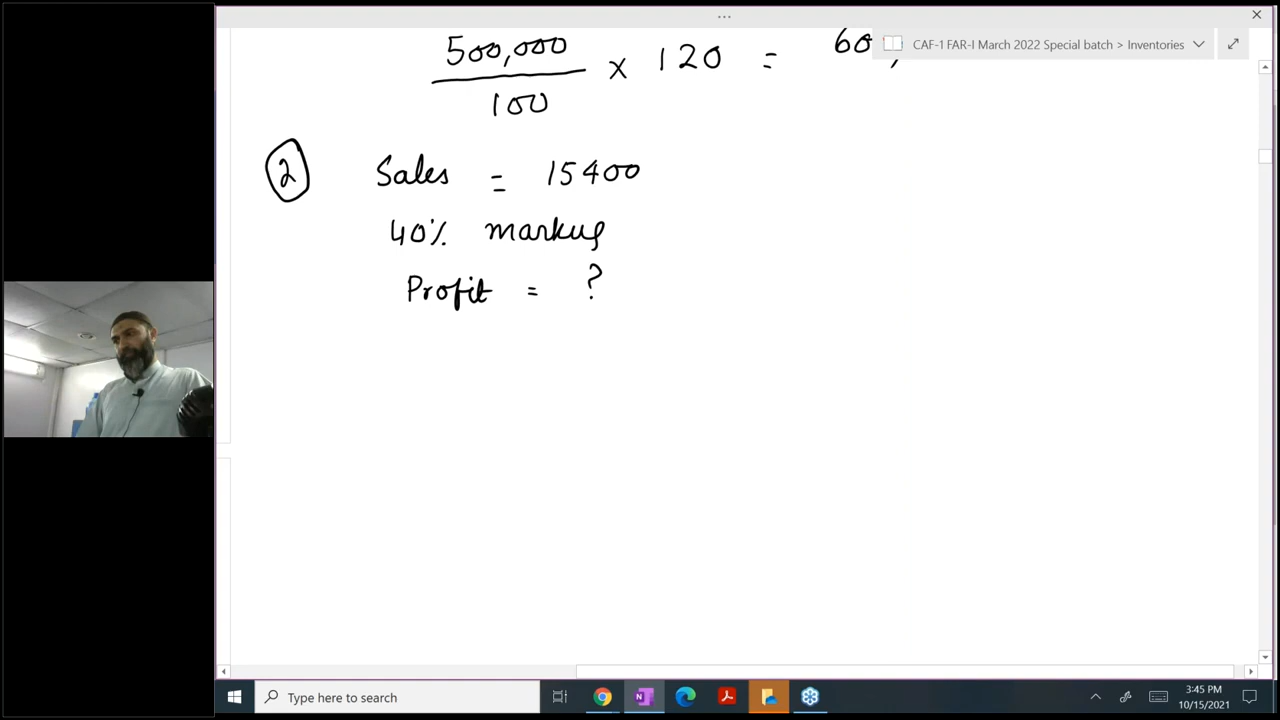 ...
CAF-1 FAR-I March 2022 Special batch > Inventories
500,000
100
× 120 = 60,
2 Sales = 15400
40% markup
Profit = ?
Type here to search
3:45 PM
10/15/2021